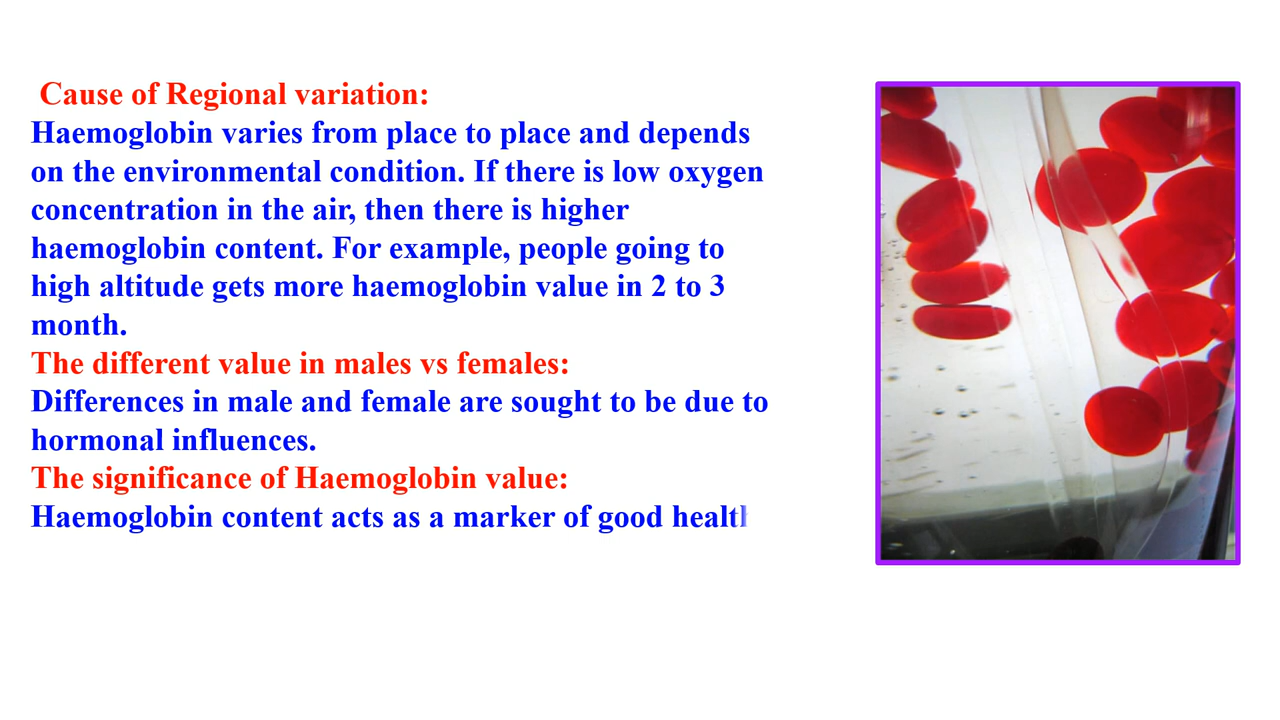 Cause of Regional variation:
Haemoglobin varies from place to place and depends
on the environmental condition. If there is low oxygen
concentration in the air, then there is higher
haemoglobin content. For example, people going to
high altitude gets more haemoglobin value in 2 to 3
month.
The different value in males vs females:
Differences in male and female are sought to be due to
hormonal influences.
The significance of Haemoglobin value:
Haemoglobin content acts as a marker of good health